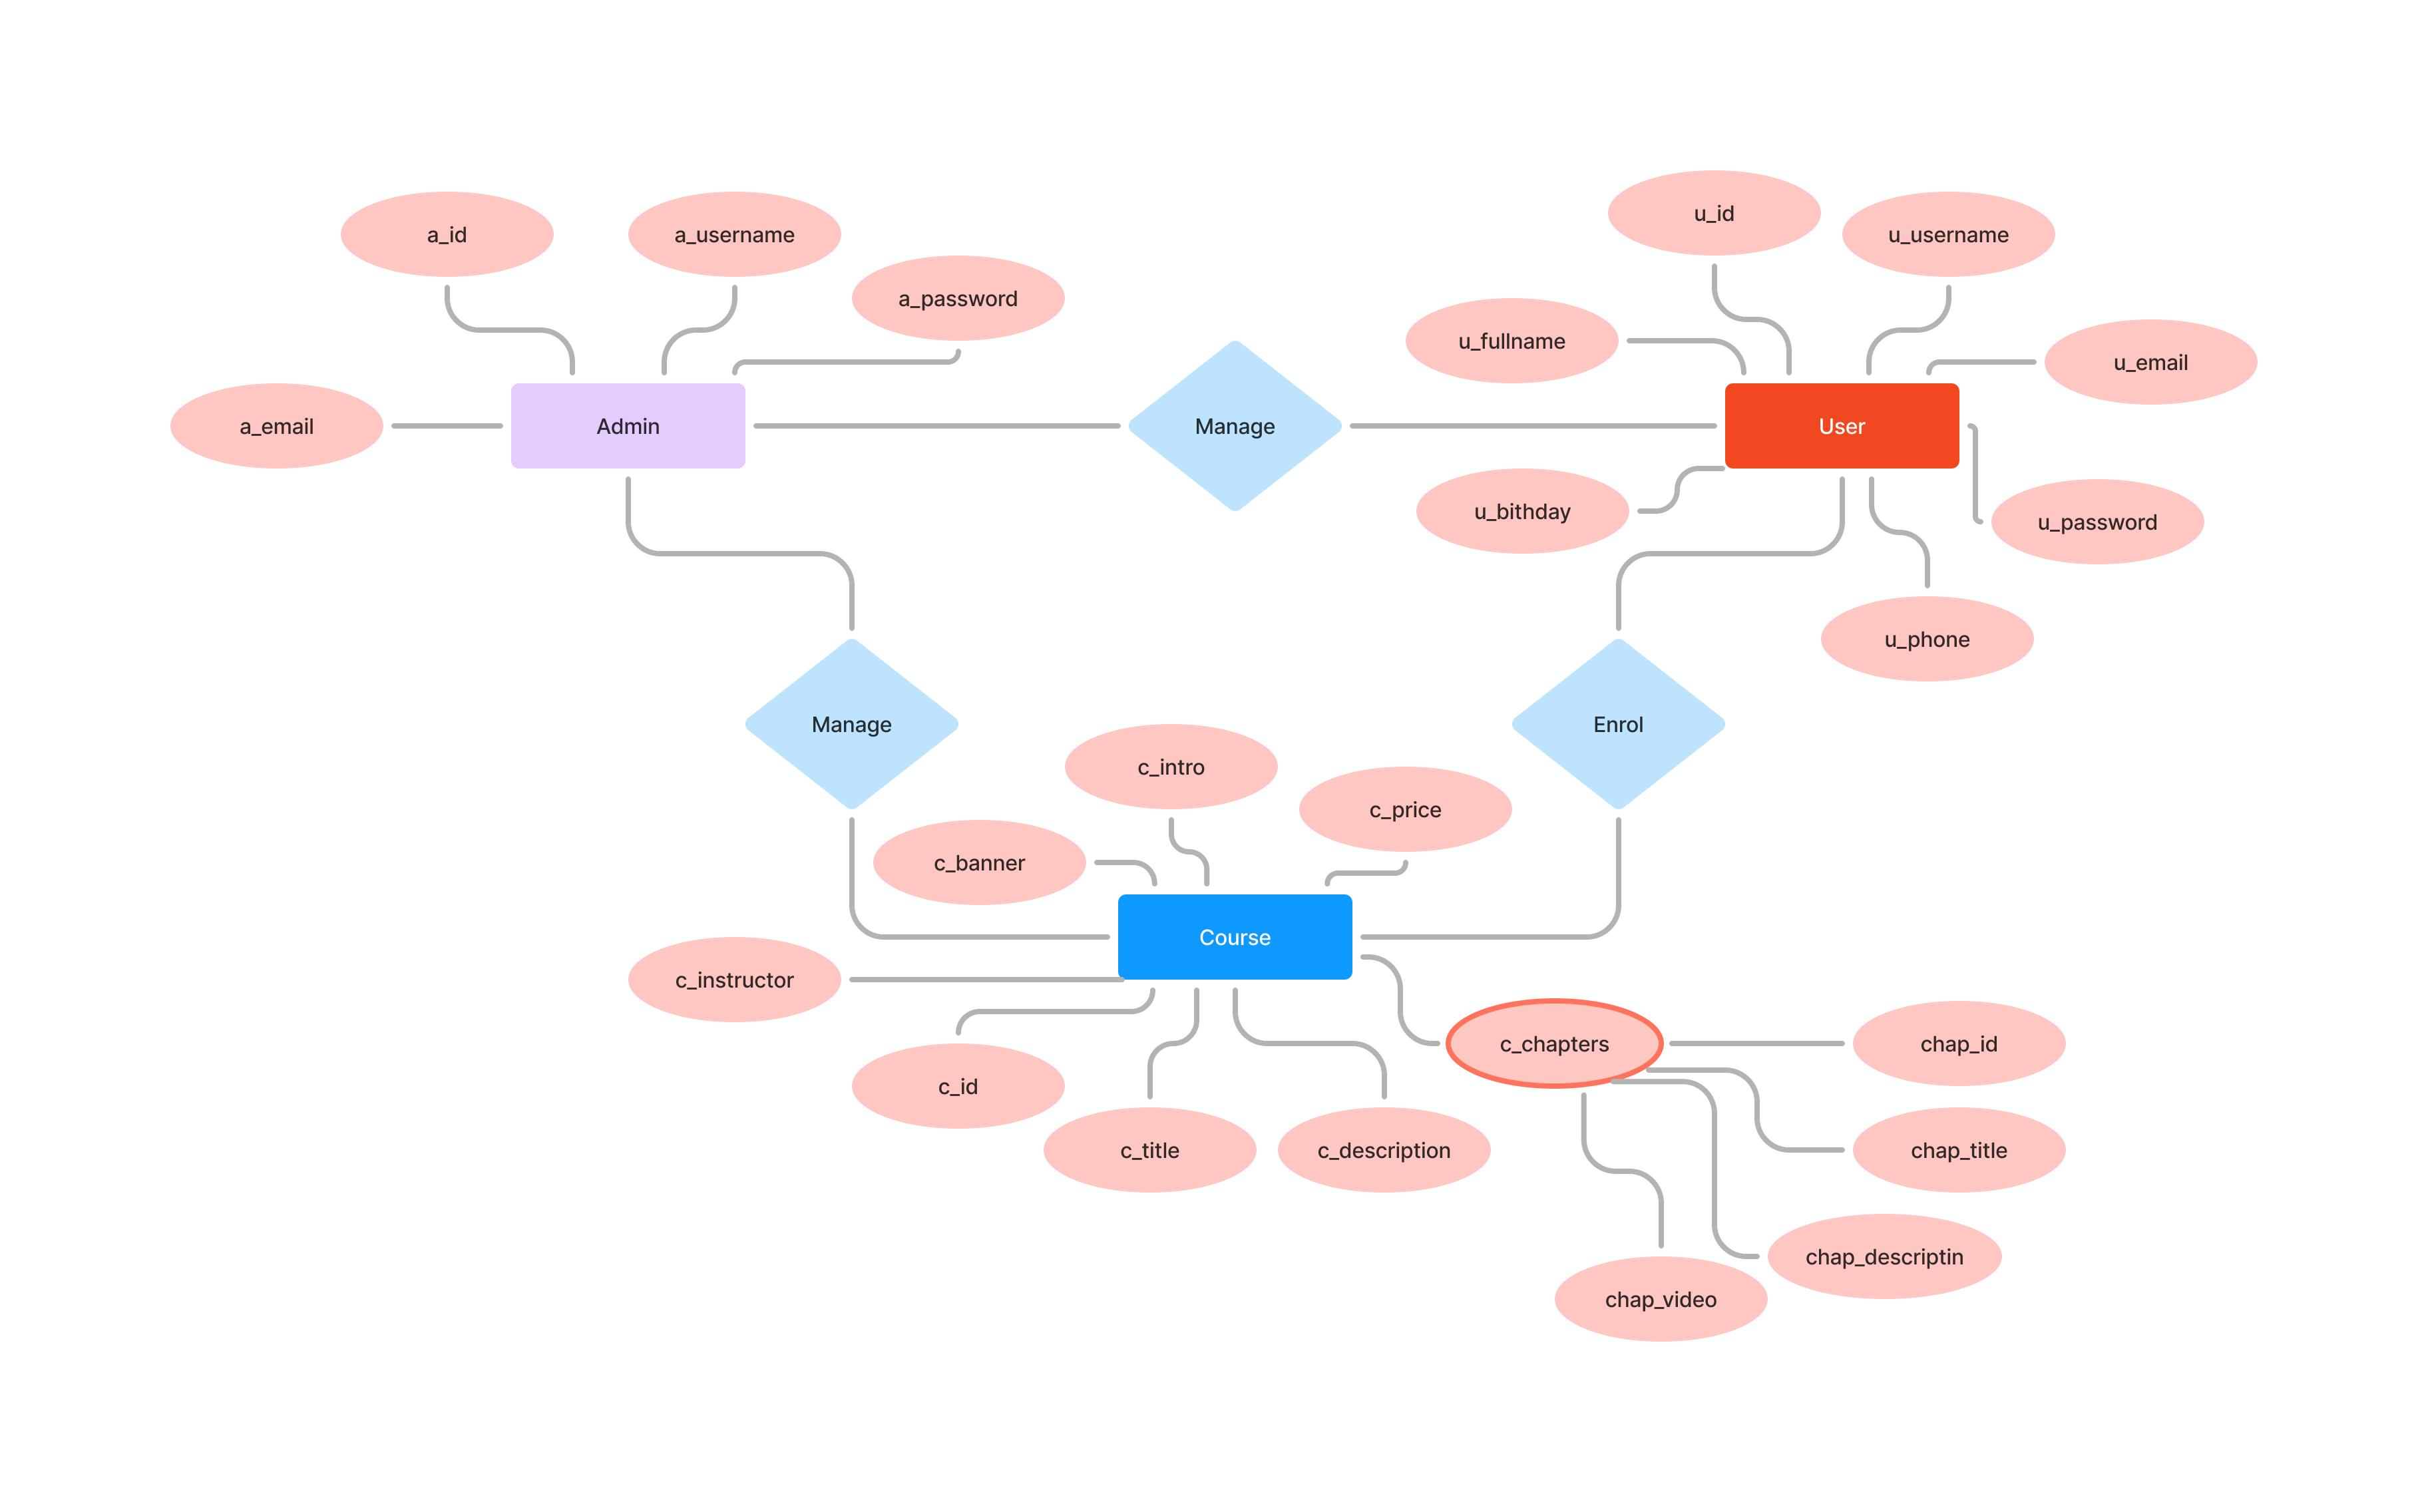 u_id
a_id
a_username
u_username
a_password
u_fullname
u_email
a_email
Admin
Manage
User
u_bithday
u_password
u_phone
Manage
Enrol
c_intro
c_price
c_banner
Course
c_instructor
c_chapters
chap_id
c_id
c_title
c_description
chap_title
chap_descriptin
chap_video